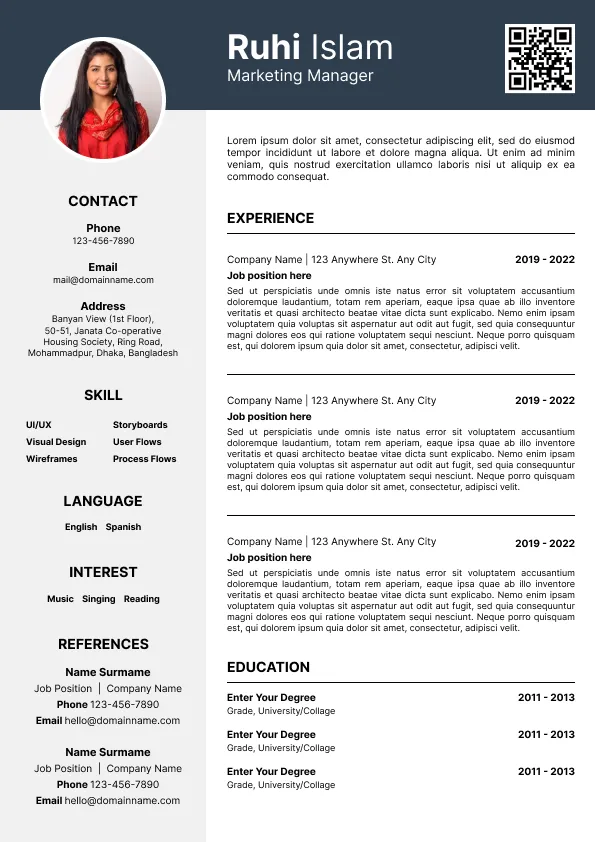 Ruhi Islam
Marketing Manager
CONTACT
Phone
123-456-7890
Email
mail@domainname.com
Address
Banyan View (1st Floor),
50-51, Janata Co-operative
Housing Society, Ring Road,
Mohammadpur, Dhaka, Bangladesh
SKILL
UI/UX Storyboards
Visual Design User Flows
Wireframes Process Flows
LANGUAGE
English Spanish
INTEREST
Music Singing Reading
REFERENCES
Name Surname
Job Position | Company Name
Phone 123-456-7890
Email hello@domainname.com
Name Surname
Job Position | Company Name
Phone 123-456-7890
Email hello@domainname.com
Lorem ipsum dolor sit amet, consectetur adipiscing elit, sed do eiusmod
tempor incididunt ut labore et dolore magna aliqua. Ut enim ad minim
veniam, quis nostrud exercitation ullamco laboris nisi ut aliquip ex ea
commodo consequat.
EXPERIENCE
Company Name | 123 Anywhere St. Any City 2019 - 2022
Job position here
Sed ut perspiciatis unde omnis iste natus error sit voluptatem accusantium
doloremque laudantium, totam rem aperiam, eaque ipsa quae ab illo inventore
veritatis et quasi architecto beatae vitae dicta sunt explicabo. Nemo enim ipsam
voluptatem quia voluptas sit aspernatur aut odit aut fugit, sed quia consequuntur
magni dolores eos qui ratione voluptatem sequi nesciunt. Neque porro quisquam
est, qui dolorem ipsum quia dolor sit amet, consectetur, adipisci velit.
Company Name | 123 Anywhere St. Any City 2019 - 2022
Job position here
Sed ut perspiciatis unde omnis iste natus error sit voluptatem accusantium
doloremque laudantium, totam rem aperiam, eaque ipsa quae ab illo inventore
veritatis et quasi architecto beatae vitae dicta sunt explicabo. Nemo enim ipsam
voluptatem quia voluptas sit aspernatur aut odit aut fugit, sed quia consequuntur
magni dolores eos qui ratione voluptatem sequi nesciunt. Neque porro quisquam
est, qui dolorem ipsum quia dolor sit amet, consectetur, adipisci velit.
Company Name | 123 Anywhere St. Any City 2019 - 2022
Job position here
Sed ut perspiciatis unde omnis iste natus error sit voluptatem accusantium
doloremque laudantium, totam rem aperiam, eaque ipsa quae ab illo inventore
veritatis et quasi architecto beatae vitae dicta sunt explicabo. Nemo enim ipsam
voluptatem quia voluptas sit aspernatur aut odit aut fugit, sed quia consequuntur
magni dolores eos qui ratione voluptatem sequi nesciunt. Neque porro quisquam
est, qui dolorem ipsum quia dolor sit amet, consectetur, adipisci velit.
EDUCATION
Enter Your Degree 2011 - 2013
Grade, University/Collage
Enter Your Degree 2011 - 2013
Grade, University/Collage
Enter Your Degree 2011 - 2013
Grade, University/Collage